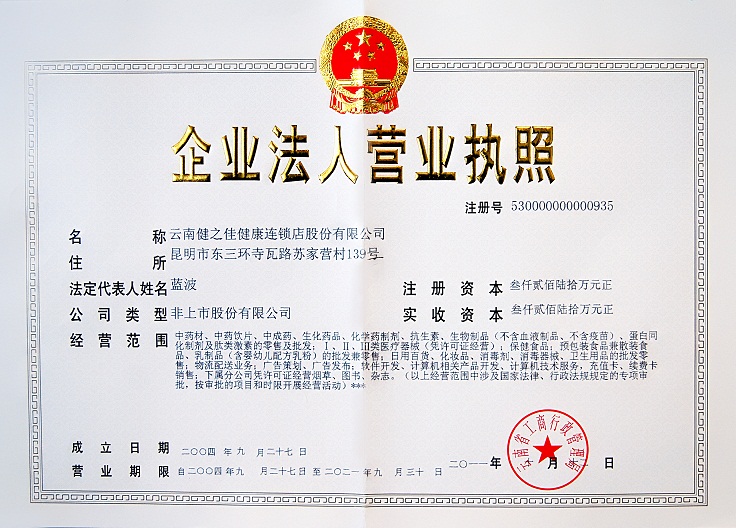 企业法人营业执照
注册号 530000000000935
名称 云南健之佳健康连锁店股份有限公司
住所 昆明市东三环寺瓦路苏家营村139号
法定代表人姓名 蓝波
注册资本 叁仟贰佰陆拾万元正
公司类型 非上市股份有限公司
实收资本 叁仟贰佰陆拾万元正
经营范围 中药材、中药饮片、中成药、生化药品、化学药制剂、抗生素、生物制品（不含血液制品、不含疫苗）、蛋白同
化制剂及肽类激素的零售及批发；Ⅰ、Ⅱ、Ⅲ类医疗器械（凭许可证经营）；保健食品；预包装食品兼散装食
品、乳制品（含婴幼儿配方乳粉）的批发兼零售；日用百货、化妆品、消毒剂、消毒器械、卫生用品的批发零
售；物流配送业务；广告策划、广告发布；软件开发、计算机相关产品开发、计算机技术服务，充值卡、续费卡
销售；下属分公司凭许可证经营烟草、图书、杂志。（以上经营范围中涉及国家法律、行政法规规定的专项审
批，按审批的项目和时限开展经营活动）***
成立日期 二〇〇四年九月二十七日
营业期限 自二〇〇四年九月二十七日至二〇二一年九月三十日
二〇一一年 月 日
云南省工商行政管理局